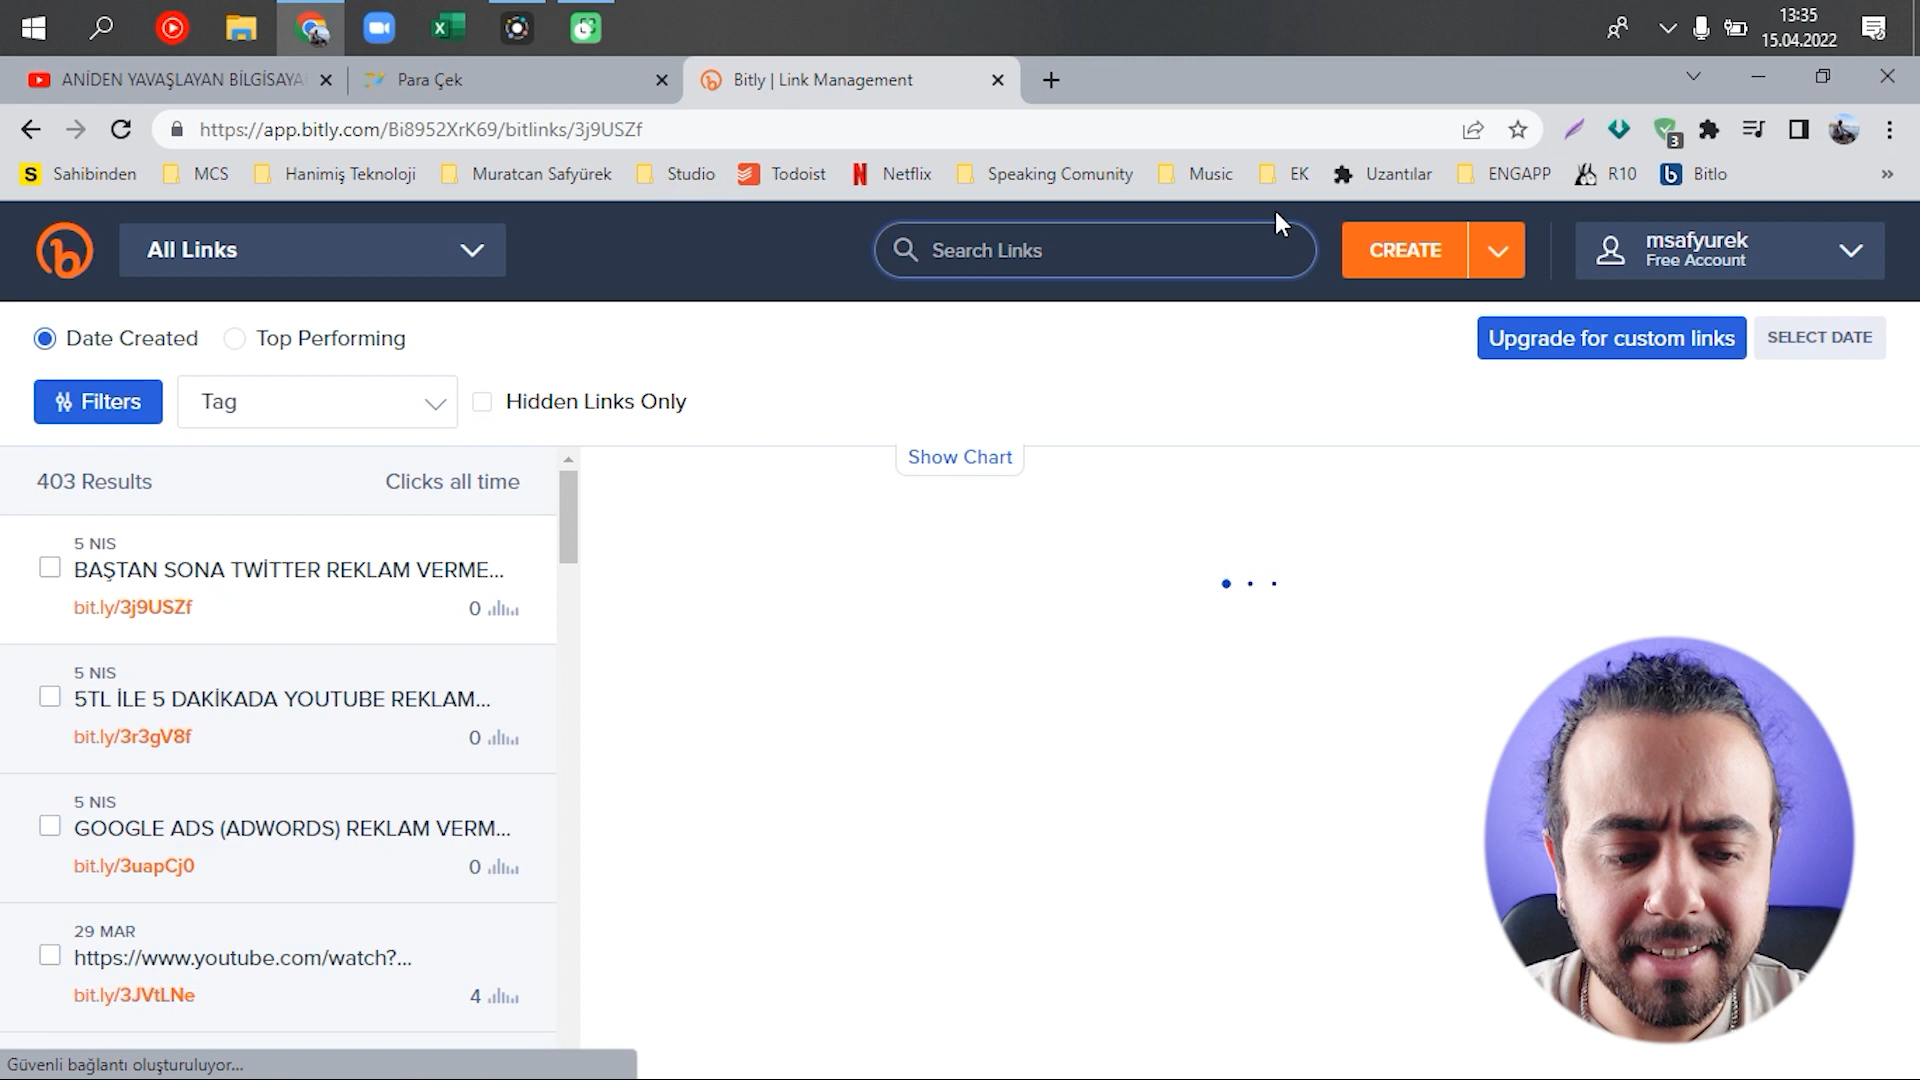 13:35
15.04.2022
ANİDEN YAVAŞLAYAN BİLGİSAYA
Para Çek
Bitly | Link Management
https://app.bitly.com/Bi8952XrK69/bitlinks/3j9USZf
3
S Sahibinden
MCS
Hanimiş Teknoloji
Muratcan Safyürek
Studio
Todoist
Netflix
Speaking Comunity
Music
EK
Uzantılar
ENGAPP
R10
b Bitlo
»
All Links
Search Links
CREATE
msafyurek
Free Account
Date Created
Top Performing
Upgrade for custom links
SELECT DATE
Filters
Tag
Hidden Links Only
403 Results
Clicks all time
Show Chart
5 NIS
BAŞTAN SONA TWİTTER REKLAM VERME...
bit.ly/3j9USZf
0
5 NIS
5TL İLE 5 DAKİKADA YOUTUBE REKLAM...
bit.ly/3r3gV8f
0
5 NIS
GOOGLE ADS (ADWORDS) REKLAM VERM...
bit.ly/3uapCj0
0
29 MAR
https://www.youtube.com/watch?...
bit.ly/3JVtLNe
4
Güvenli bağlantı oluşturuluyor...